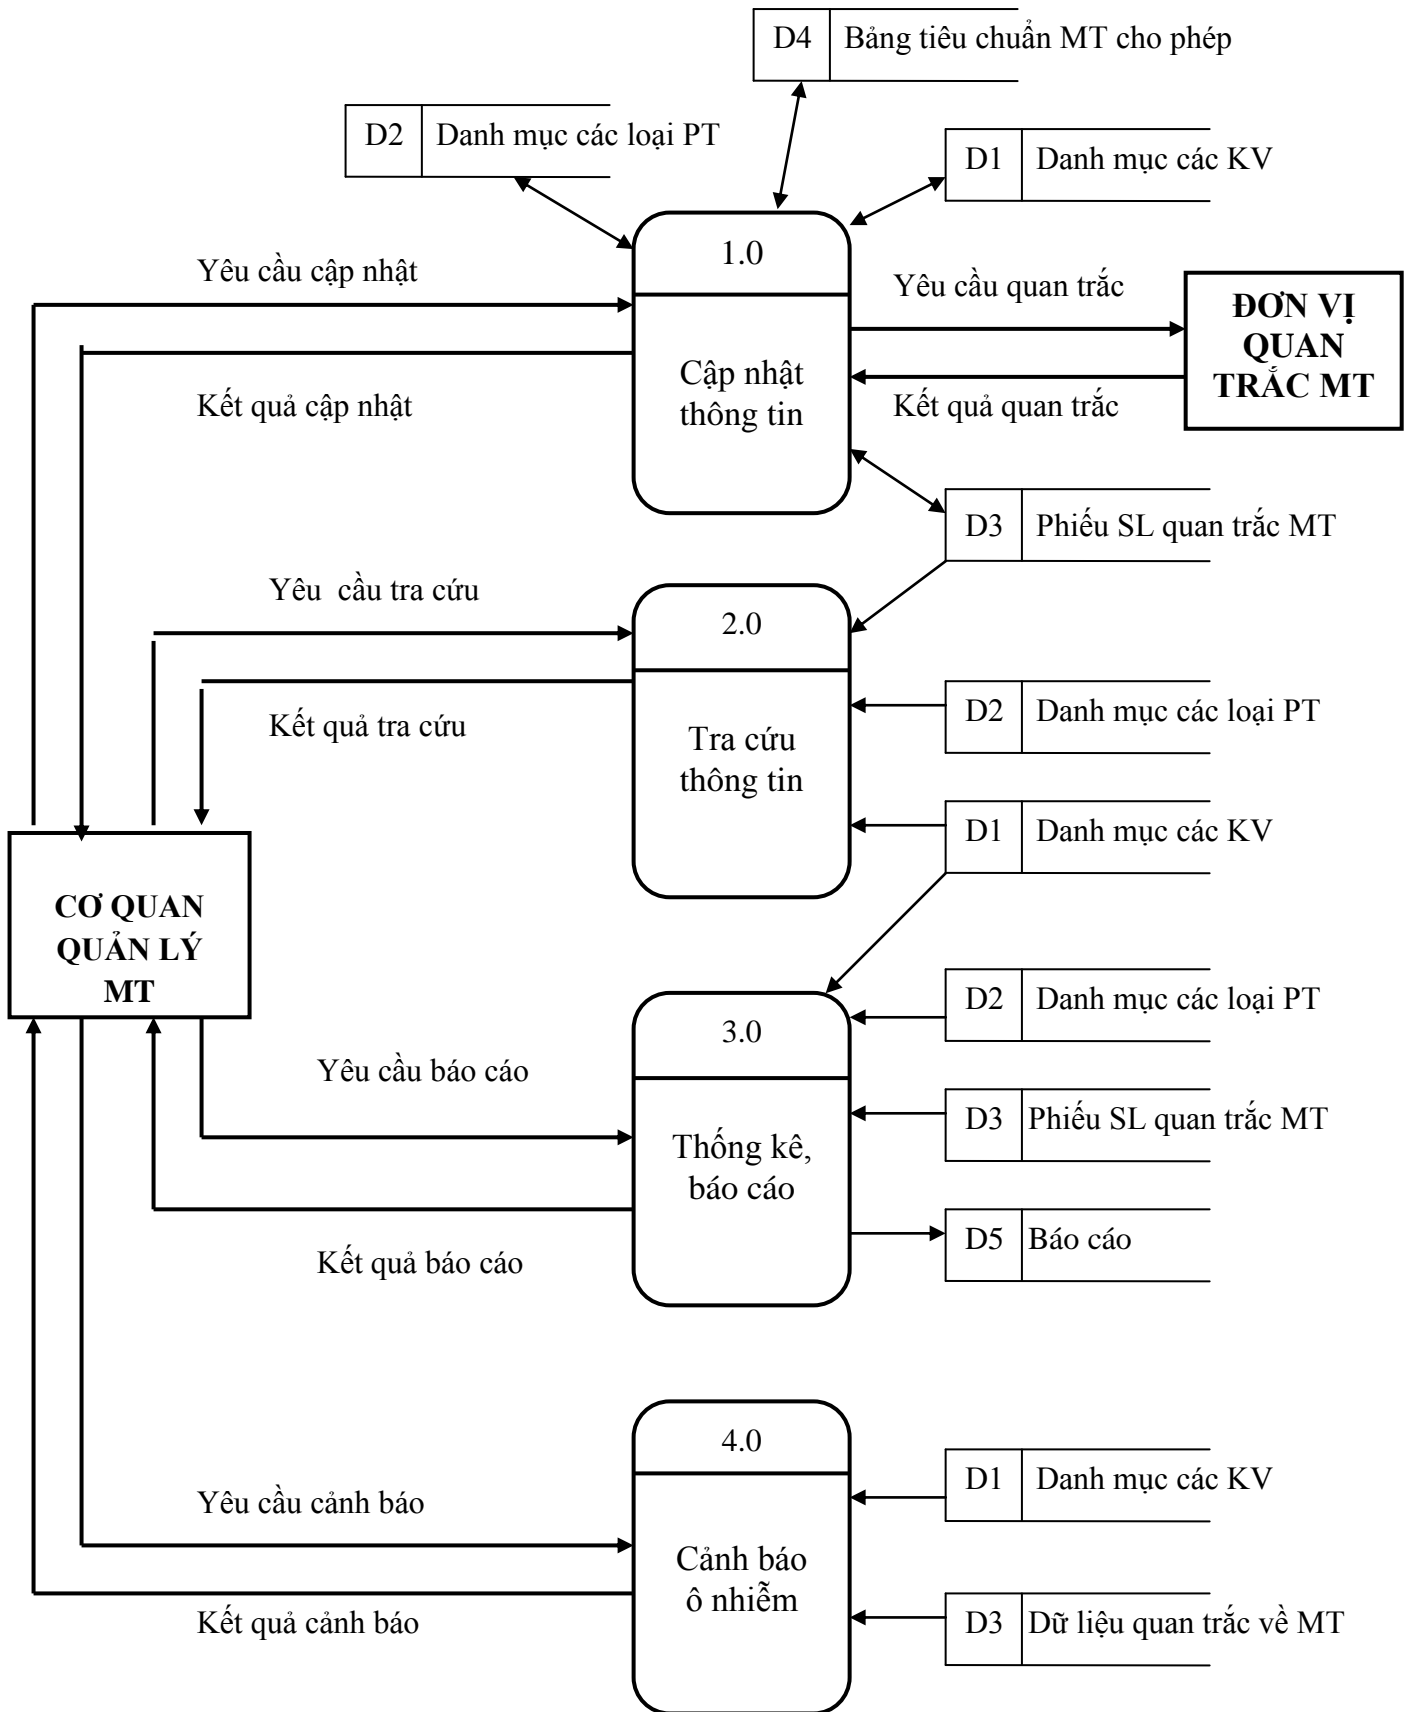 D4 Bảng tiêu chuẩn MT cho phép
D2 Danh mục các loại PT
D1 Danh mục các KV
1.0
Yêu cầu cập nhật
Yêu cầu quan trắc
ĐƠN VỊ
QUAN
TRẮC MT
Cập nhật
thông tin
Kết quả cập nhật
Kết quả quan trắc
D3 Phiếu SL quan trắc MT
Yêu cầu tra cứu
2.0
Kết quả tra cứu
D2 Danh mục các loại PT
Tra cứu
thông tin
D1 Danh mục các KV
CƠ QUAN
QUẢN LÝ
MT
D2 Danh mục các loại PT
3.0
Yêu cầu báo cáo
D3 Phiếu SL quan trắc MT
Thống kê,
báo cáo
D5 Báo cáo
Kết quả báo cáo
4.0
D1 Danh mục các KV
Yêu cầu cảnh báo
Cảnh báo
ô nhiễm
Kết quả cảnh báo
D3 Dữ liệu quan trắc về MT